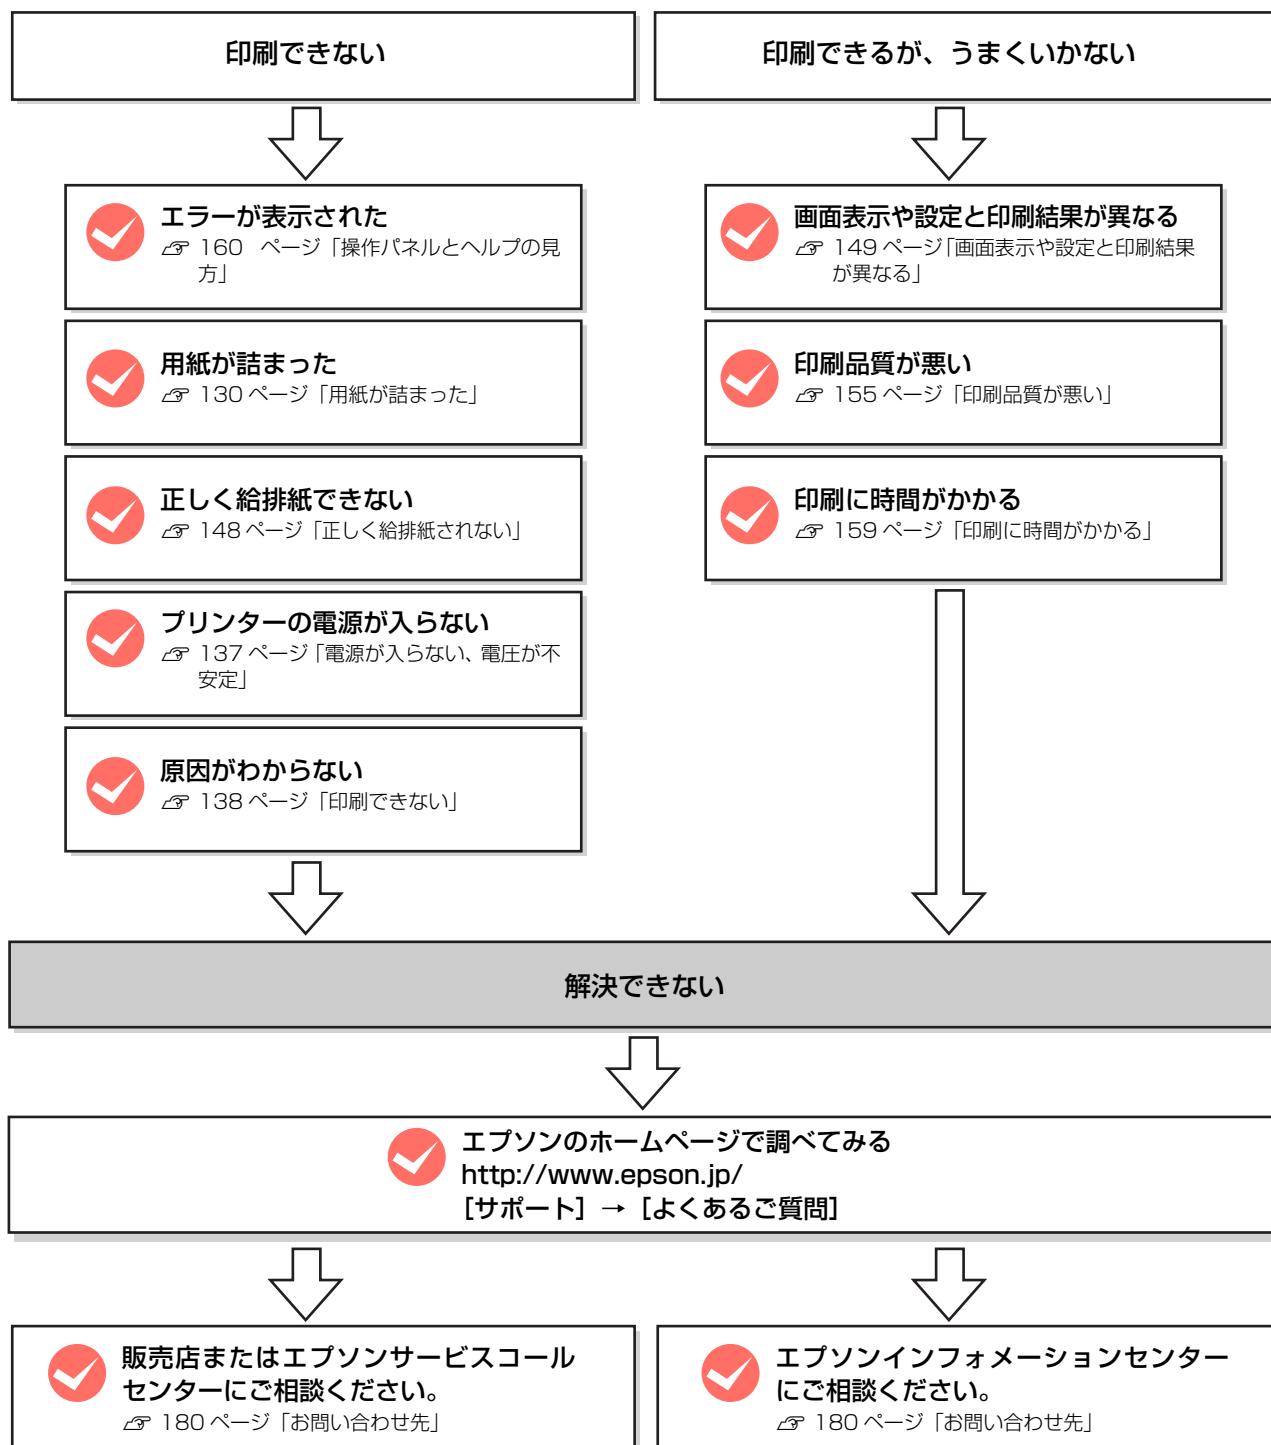 印刷できない
印刷できるが、うまくいかない
エラーが表示された
☞ 160 ページ「操作パネルとヘルプの見
方」
用紙が詰まった
☞ 130 ページ「用紙が詰まった」
正しく給排紙できない
☞ 148 ページ「正しく給排紙されない」
プリンターの電源が入らない
☞ 137 ページ「電源が入らない、電圧が不
安定」
原因がわからない
☞ 138 ページ「印刷できない」
画面表示や設定と印刷結果が異なる
☞ 149 ページ「画面表示や設定と印刷結果
が異なる」
印刷品質が悪い
☞ 155 ページ「印刷品質が悪い」
印刷に時間がかかる
☞ 159 ページ「印刷に時間がかかる」
解決できない
エプソンのホームページで調べてみる
http://www.epson.jp/
［サポート］→［よくあるご質問］
販売店またはエプソンサービスコール
センターにご相談ください。
☞ 180 ページ「お問い合わせ先」
エプソンインフォメーションセンター
にご相談ください。
☞ 180 ページ「お問い合わせ先」